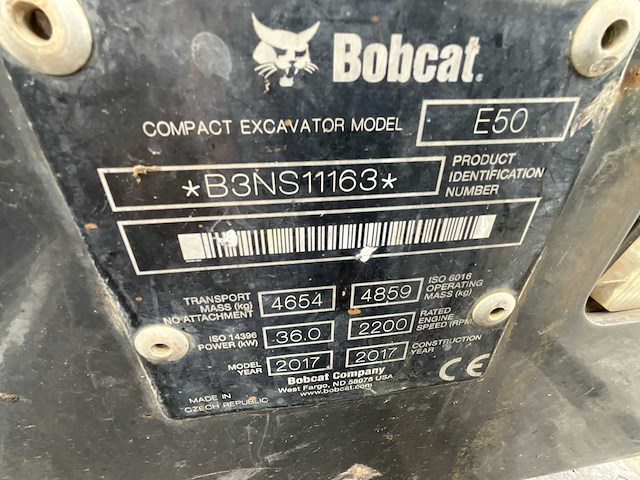 Bobcat.
COMPACT EXCAVATOR MODEL E50
*B3NS11163* PRODUCT
IDENTIFICATION
NUMBER
TRANSPORT
MASS (kg)
NO ATTACHMENT 4654 4859 ISO 6016
OPERATING
MASS (kg)
ISO 14396
POWER (kW) 36.0 2200 RATED
ENGINE
SPEED (RPM)
MODEL
YEAR 2017 2017 CONSTRUCTION
YEAR
Bobcat Company
West Fargo, ND 58078 USA
www.bobcat.com
MADE IN
CZECH REPUBLIC
CE